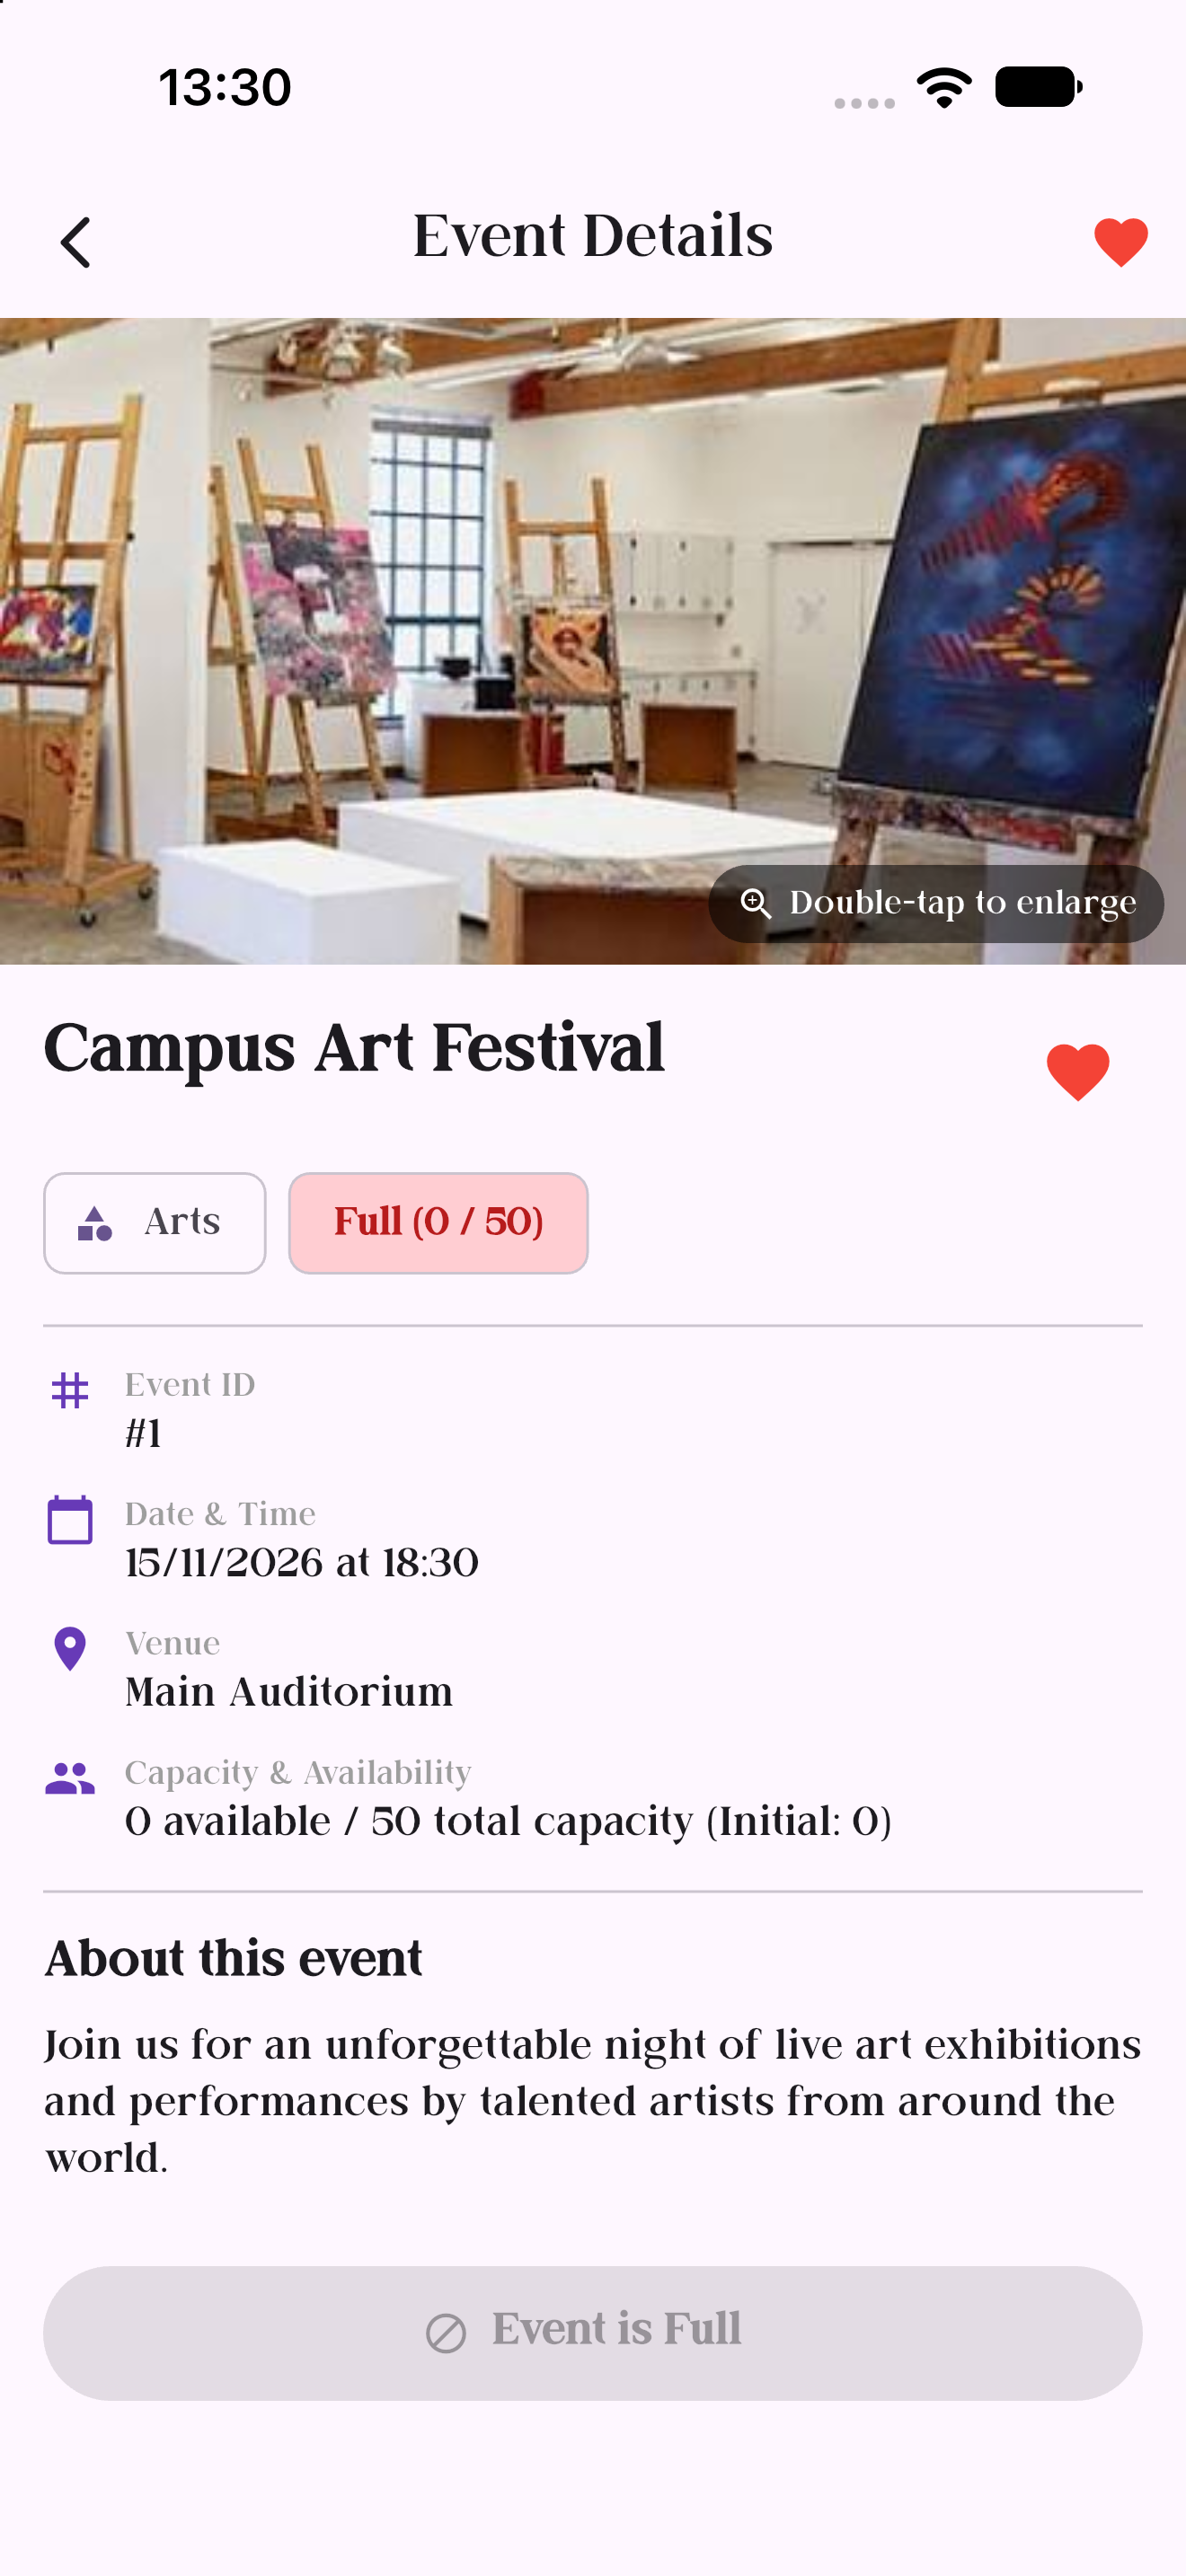 13:30
Event Details
Double-tap to enlarge
Campus Art Festival
Arts
Full (0 / 50)
Event ID
#1
Date & Time
15/11/2026 at 18:30
Venue
Main Auditorium
Capacity & Availability
0 available / 50 total capacity (Initial: 0)
About this event
Join us for an unforgettable night of live art exhibitions
and performances by talented artists from around the
world.
Event is Full